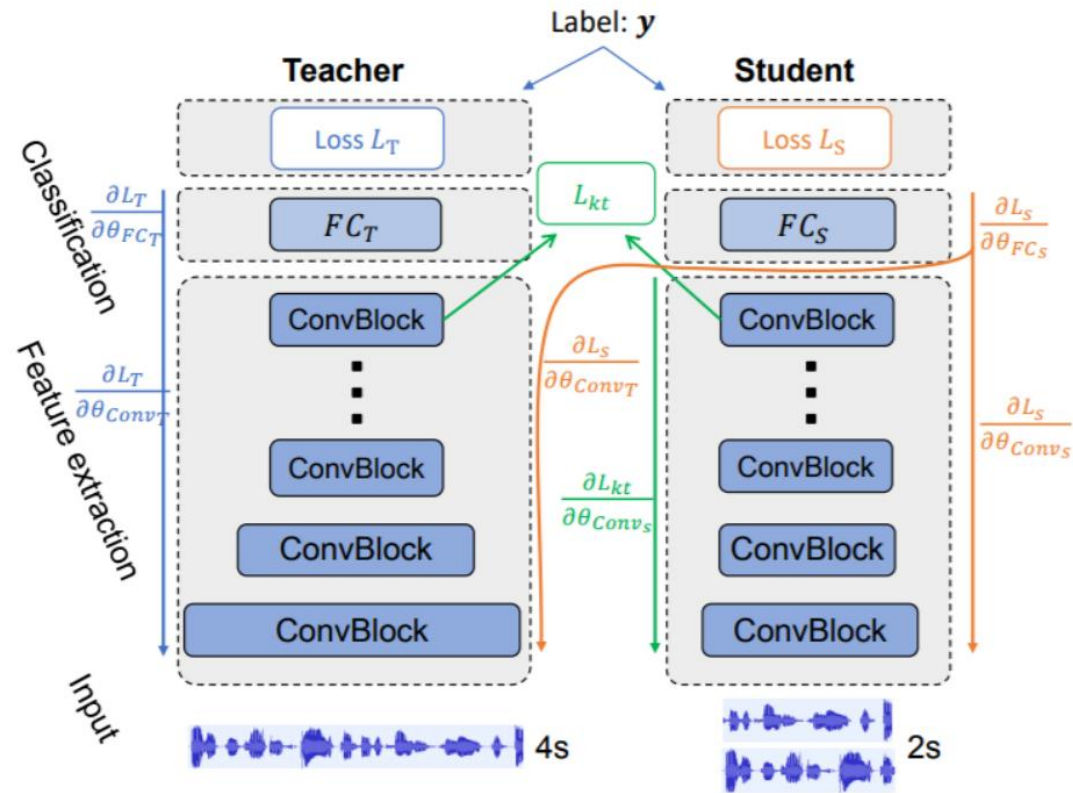 Label: y
Teacher
Student
Classification
Feature extraction
Input
Loss L_T
Loss L_S
L_kt
∂L_T
∂θ_FC_T
FC_T
FC_S
∂L_s
∂θ_FC_s
ConvBlock
ConvBlock
∂L_T
∂θ_Conv_T
∂L_s
∂θ_Conv_T
∂L_s
∂θ_Conv_s
ConvBlock
ConvBlock
∂L_kt
∂θ_Conv_s
ConvBlock
ConvBlock
ConvBlock
ConvBlock
4s
2s